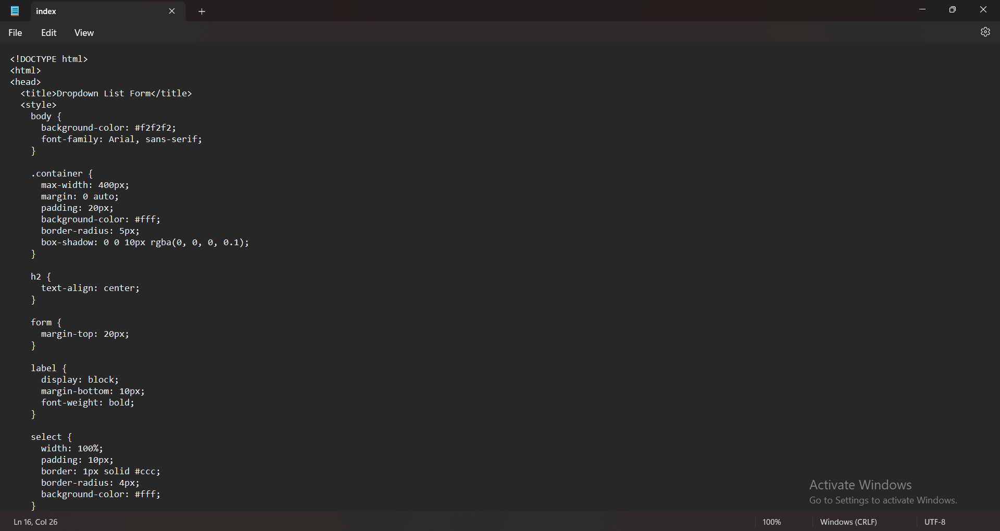 index
File Edit View
<!DOCTYPE html>
<html>
<head>
  <title>Dropdown List Form</title>
  <style>
    body {
      background-color: #f2f2f2;
      font-family: Arial, sans-serif;
    }

    .container {
      max-width: 400px;
      margin: 0 auto;
      padding: 20px;
      background-color: #fff;
      border-radius: 5px;
      box-shadow: 0 0 10px rgba(0, 0, 0, 0.1);
    }

    h2 {
      text-align: center;
    }

    form {
      margin-top: 20px;
    }

    label {
      display: block;
      margin-bottom: 10px;
      font-weight: bold;
    }

    select {
      width: 100%;
      padding: 10px;
      border: 1px solid #ccc;
      border-radius: 4px;
      background-color: #fff;
    }
Activate Windows
Go to Settings to activate Windows.
Ln 16, Col 26 100% Windows (CRLF) UTF-8